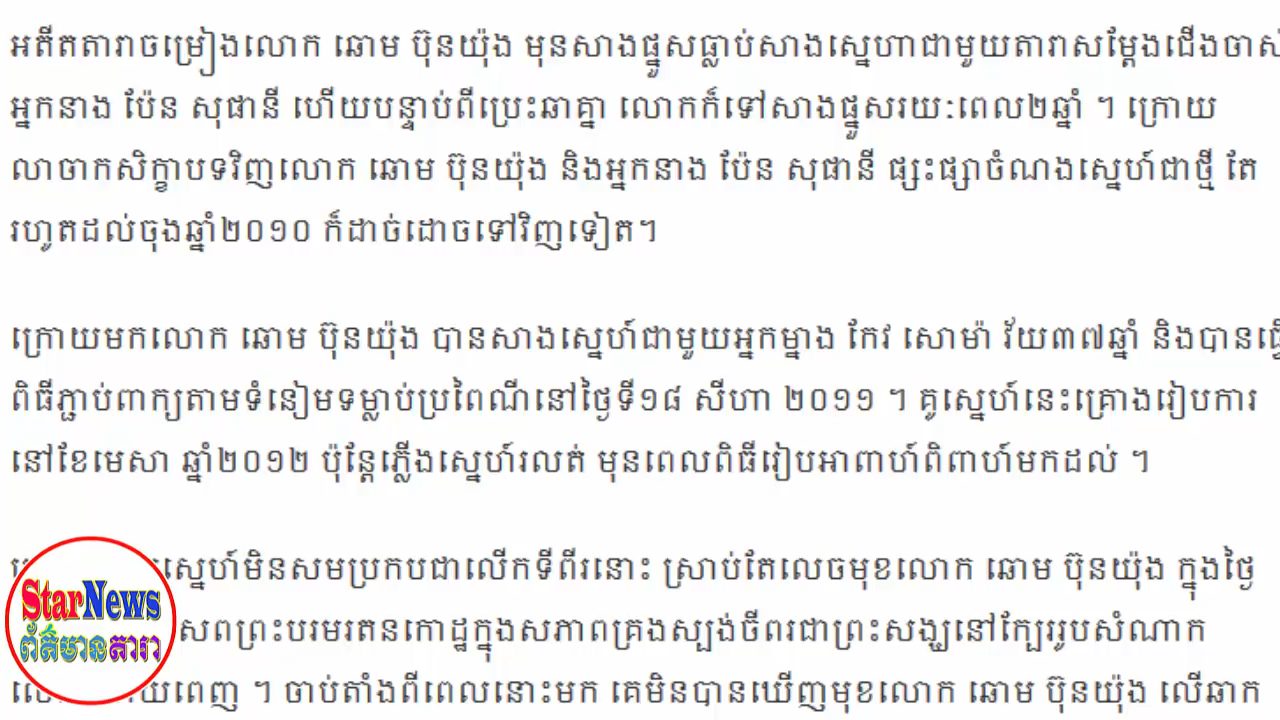 អតីតតារាចម្រៀងលោក ឆោម ប៊ុនយ៉ុង មុនសាងផ្នួសធ្លាប់សាងស្នេហាជាមួយតារាសម្តែងជើងចាស់
អ្នកនាង ប៉ែន សុផានី ហើយបន្ទាប់ពីប្រេះឆាគ្នា លោកក៏ទៅសាងផ្នួសរយៈពេល២ឆ្នាំ ។ ក្រោយ
លាចាកសិក្ខាបទវិញលោក ឆោម ប៊ុនយ៉ុង និងអ្នកនាង ប៉ែន សុផានី ផ្សះផ្សាចំណងស្នេហ៍ជាថ្មី តែ
រហូតដល់ចុងឆ្នាំ២០១០ ក៏ដាច់ដោចទៅវិញទៀត។
ក្រោយមកលោក ឆោម ប៊ុនយ៉ុង បានសាងស្នេហ៍ជាមួយអ្នកម្នាង កែវ សោម៉ា វ័យ៣៧ឆ្នាំ និងបានធ្វើ
ពិធីភ្ជាប់ពាក្យតាមទំនៀមទម្លាប់ប្រពៃណីនៅថ្ងៃទី១៨ សីហា ២០១១ ។ គូស្នេហ៍នេះគ្រោងរៀបការ
នៅខែមេសា ឆ្នាំ២០១២ ប៉ុន្តែភ្លើងស្នេហ៍រលត់ មុនពេលពិធីរៀបអាពាហ៍ពិពាហ៍មកដល់ ។
ស្នេហ៍មិនសមប្រកបជាលើកទីពីរនោះ ស្រាប់តែលេចមុខលោក ឆោម ប៊ុនយ៉ុង ក្នុងថ្ងៃ
សពព្រះបរមរតនកោដ្ឋក្នុងសភាពគ្រងស្បង់ចីពរជាព្រះសង្ឃនៅក្បែររូបសំណាក
យពេញ ។ ចាប់តាំងពីពេលនោះមក គេមិនបានឃើញមុខលោក ឆោម ប៊ុនយ៉ុង លើឆាក
StarNews
ព័ត៌មានតារា